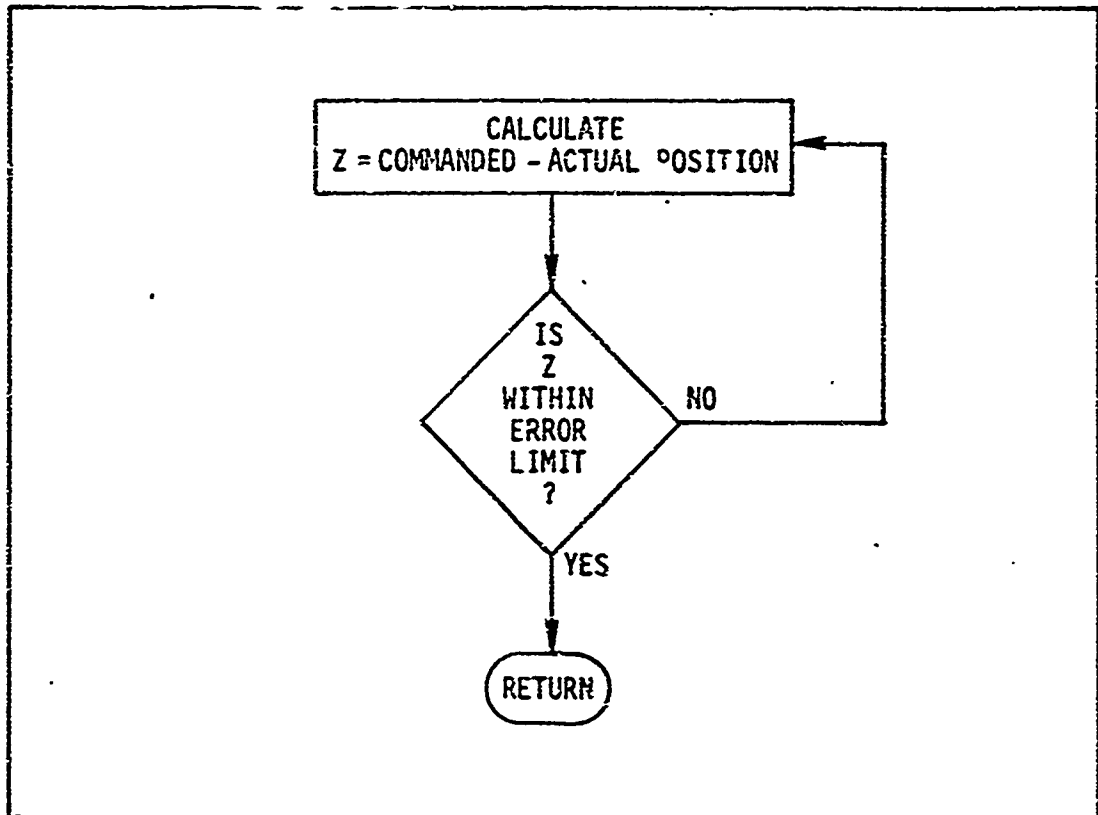 CALCULATE
Z = COMMANDED - ACTUAL POSITION
IS
Z
WITHIN
ERROR
LIMIT
?
NO
YES
RETURN